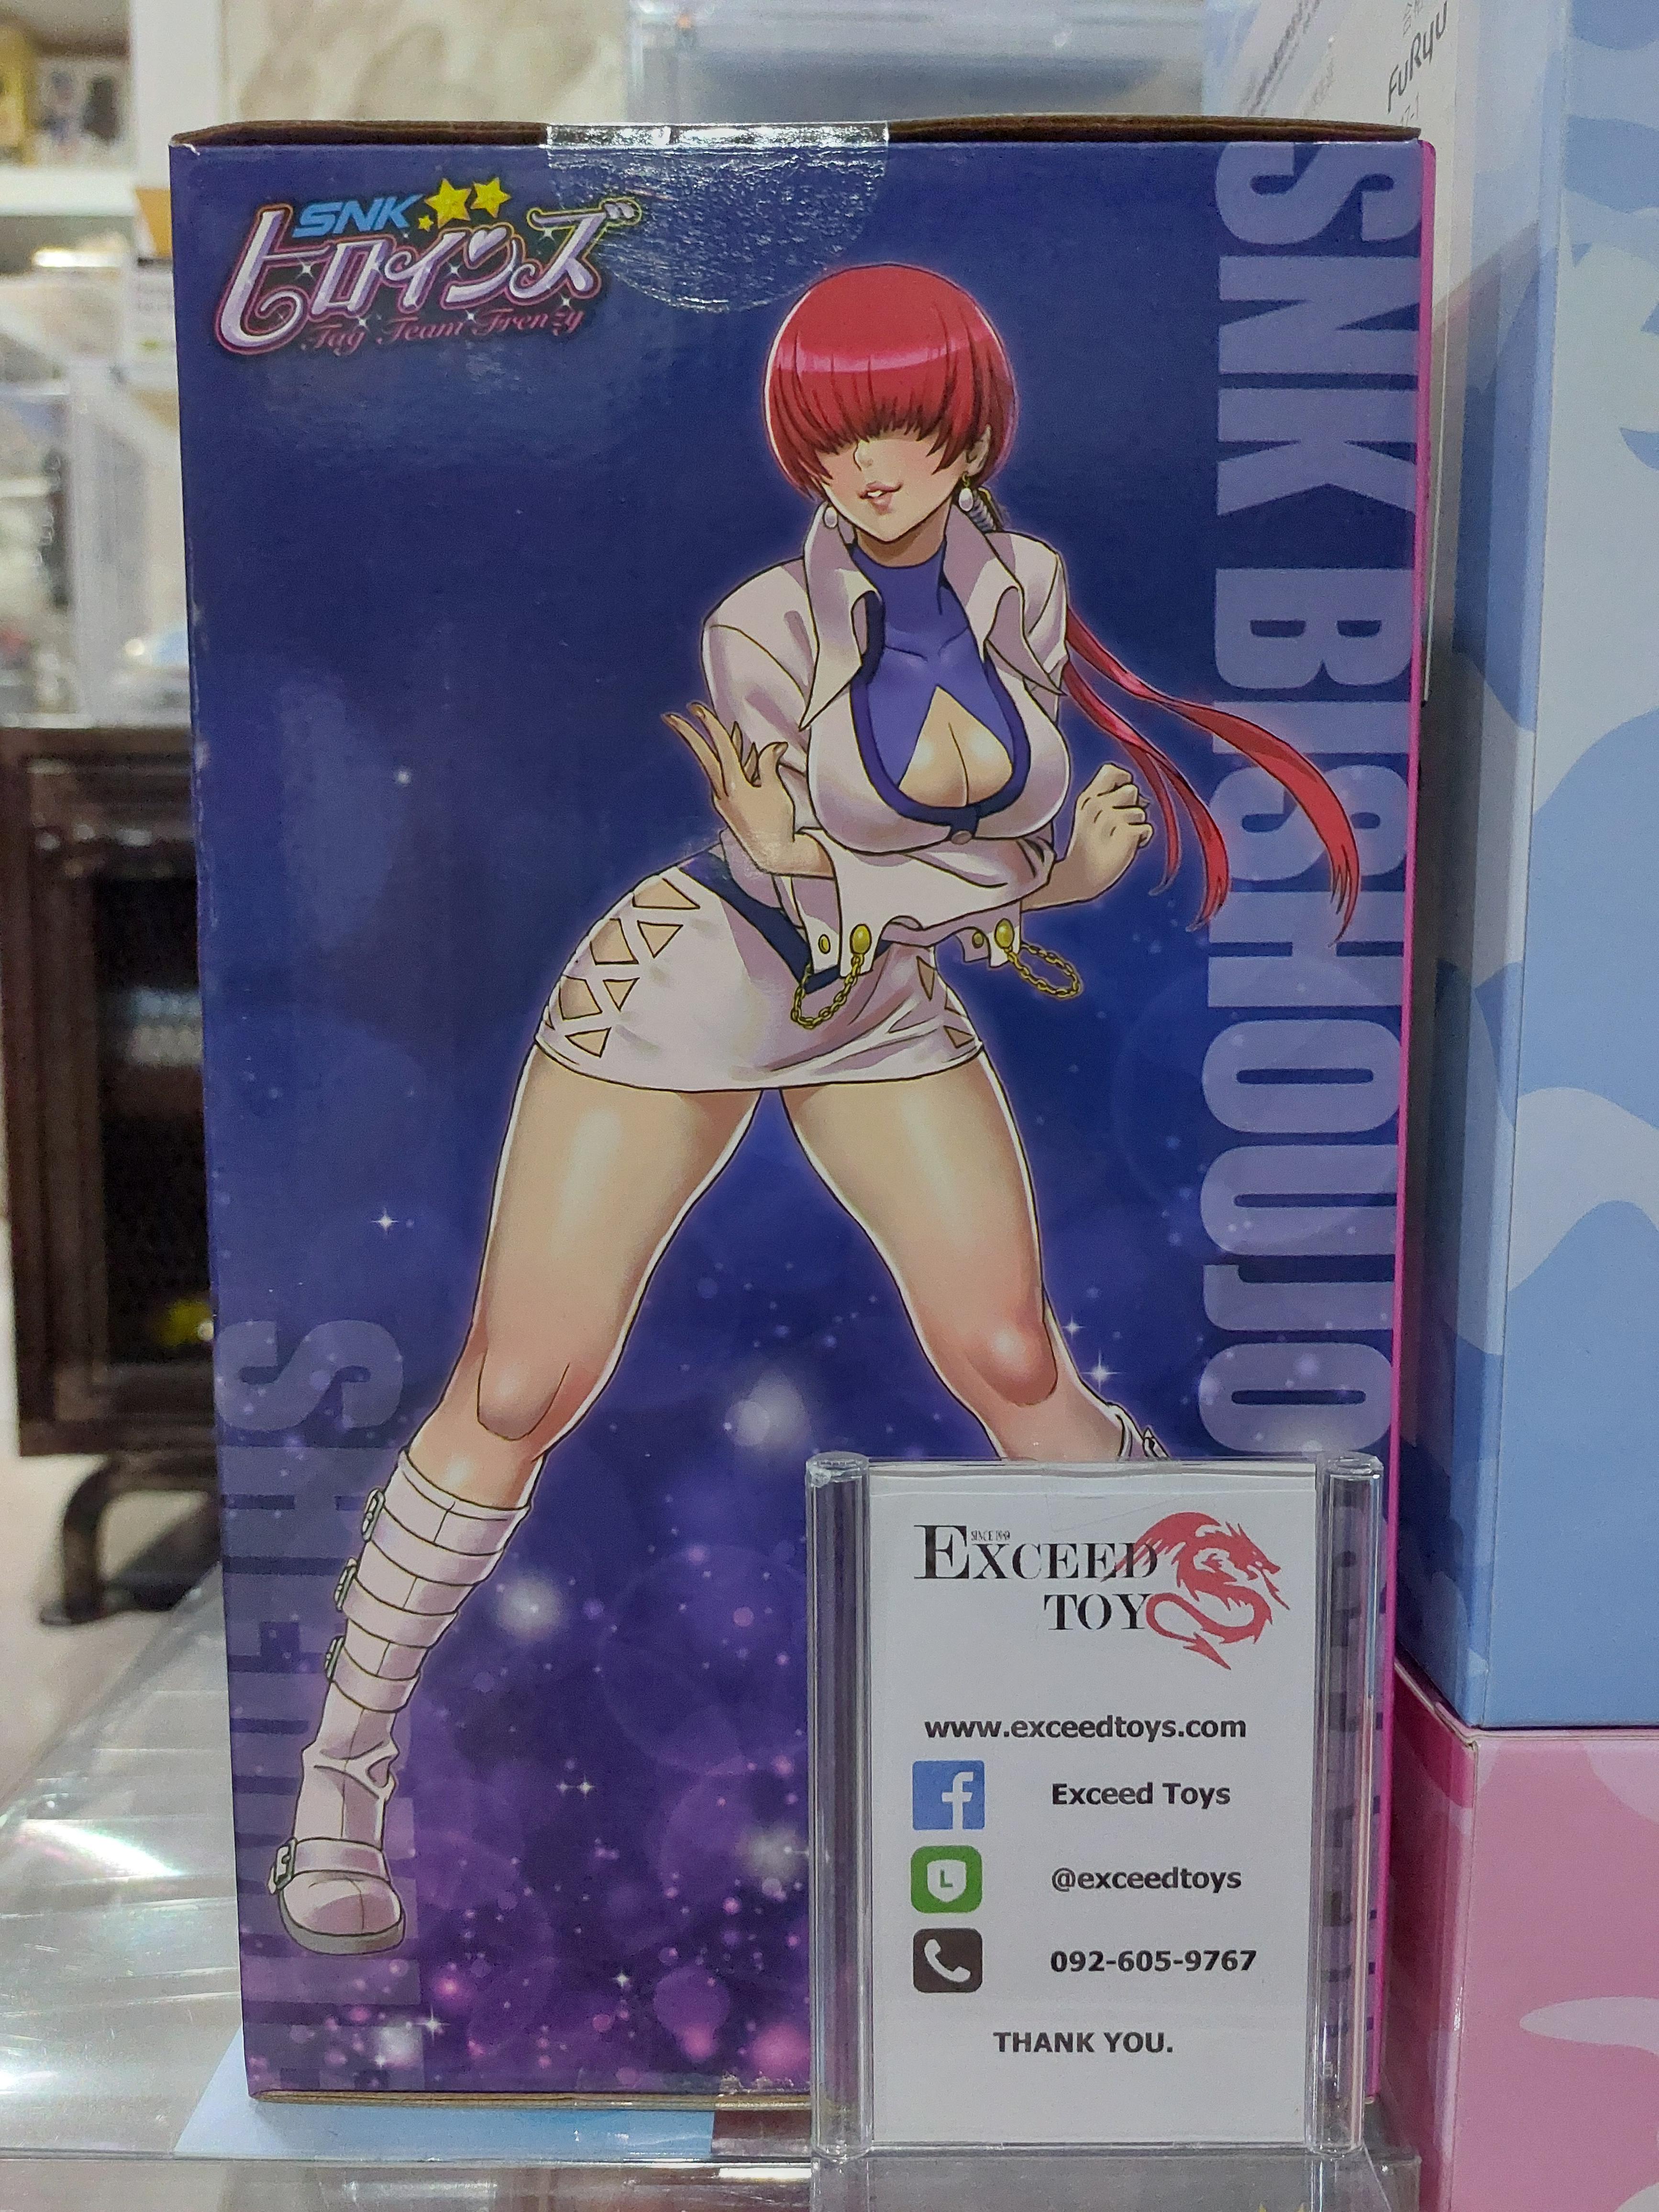 SNK
ヒロインズ
Tag Team Frenzy
SNK BISHOUJO
FuRyu
SINCE 1989
EXCEED
TOY
www.exceedtoys.com
Exceed Toys
L
@exceedtoys
092-605-9767
THANK YOU.